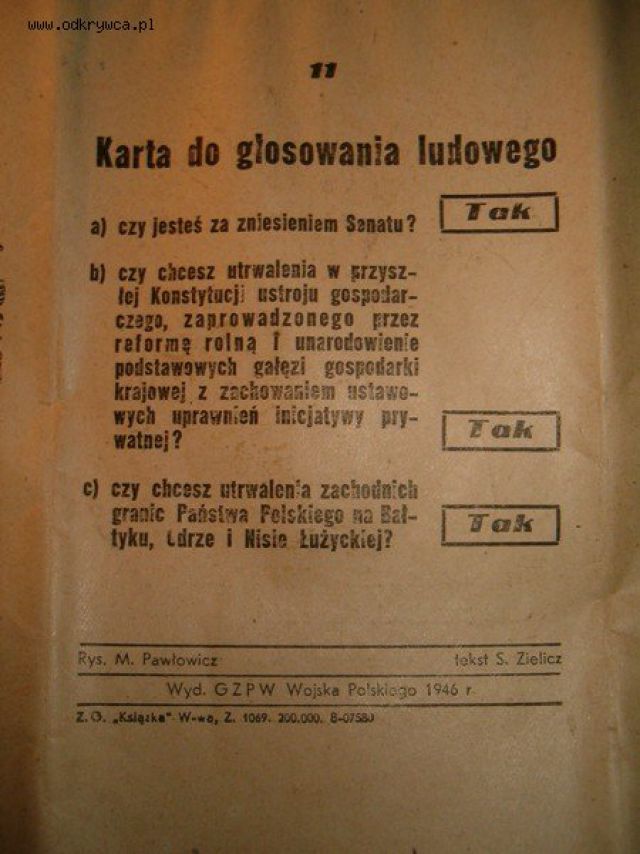 www.odkrywca.pl
11
Karta do głosowania ludowego
a) czy jesteś za zniesieniem Senatu?
Tak
b) czy chcesz utrwalenia w przysz-
łej Konstytucji ustroju gospodar-
czego, zaprowadzonego przez
reformę rolną i unarodowienie
podstawowych gałęzi gospodarki
krajowej z zachowaniem ustawo-
wych uprawnień inicjatywy pry-
watnej?
Tak
c) czy chcesz utrwalenia zachodnich
granic Państwa Polskiego na Bał-
tyku, Odrze i Nisie Łużyckiej?
Tak
Rys. M. Pawłowicz tekst S. Zielicz
Wyd. GZPW Wojska Polskiego 1946 r.
Z. O. „Książka" W-wa, Z. 1069. 200.000. B-07580